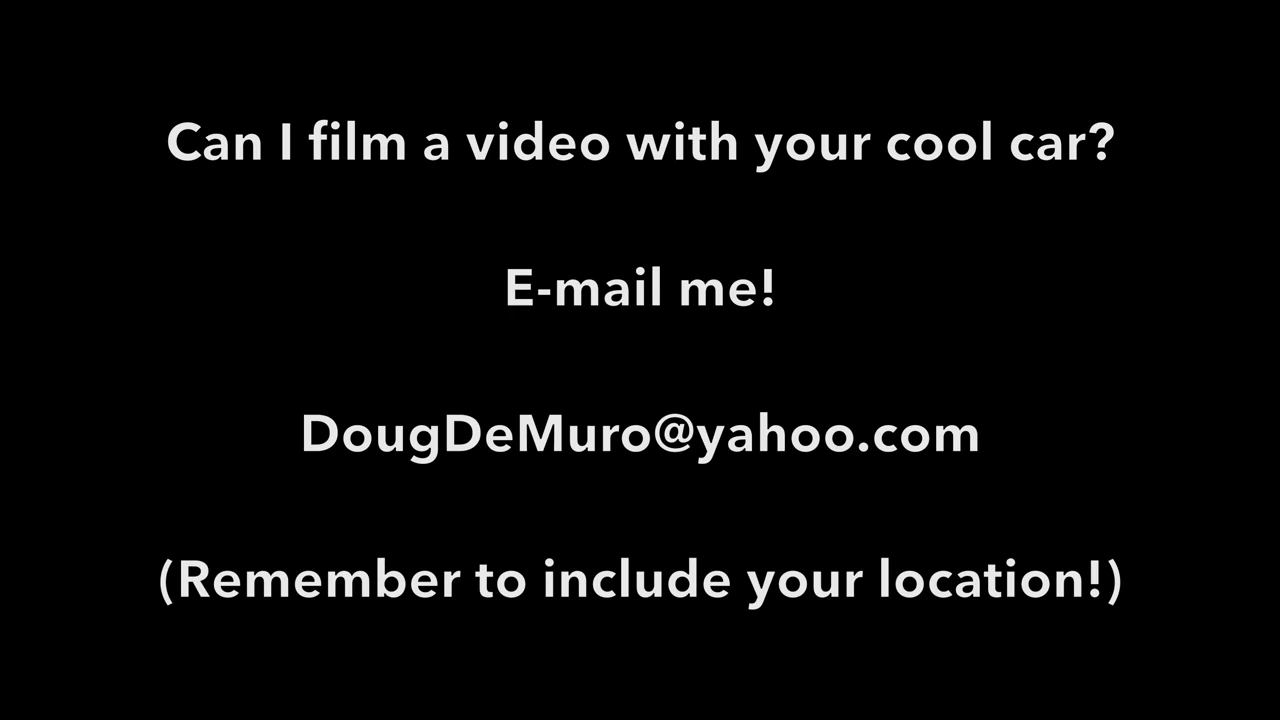 Can I film a video with your cool car?
E-mail me!
DougDeMuro@yahoo.com
(Remember to include your location!)